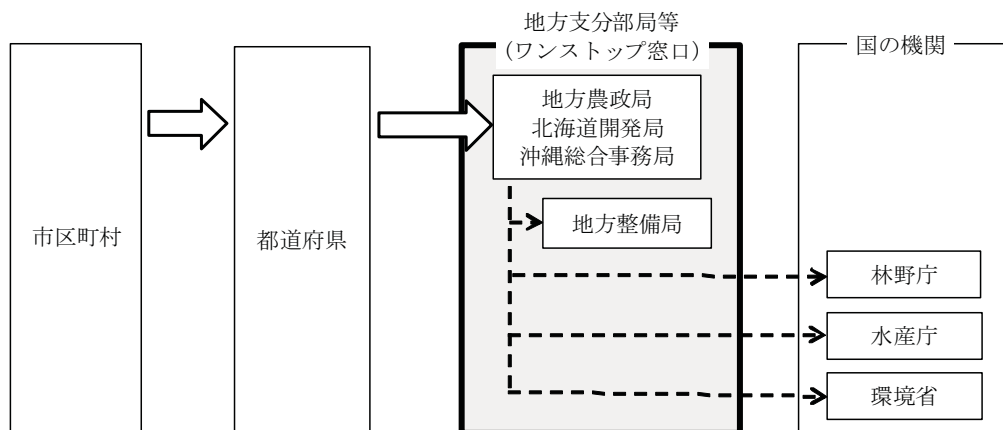 地方支分部局等
（ワンストップ窓口）
国の機関
地方農政局
北海道開発局
沖縄総合事務局
市区町村
都道府県
地方整備局
林野庁
水産庁
環境省